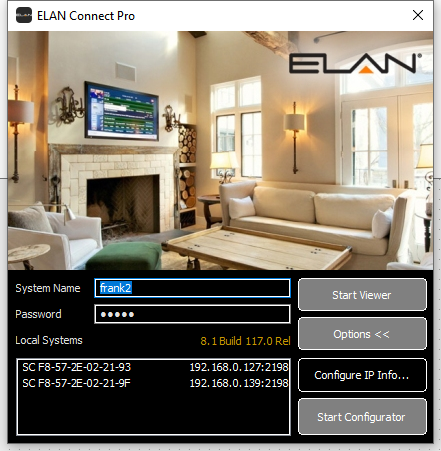 ELAN Connect Pro
ELAN®
System Name
frank2
Start Viewer
Password
•••••
Options <<
Local Systems
8.1 Build 117.0 Rel
SC F8-57-2E-02-21-93 192.168.0.127:2198
SC F8-57-2E-02-21-9F 192.168.0.139:2198
Configure IP Info...
Start Configurator